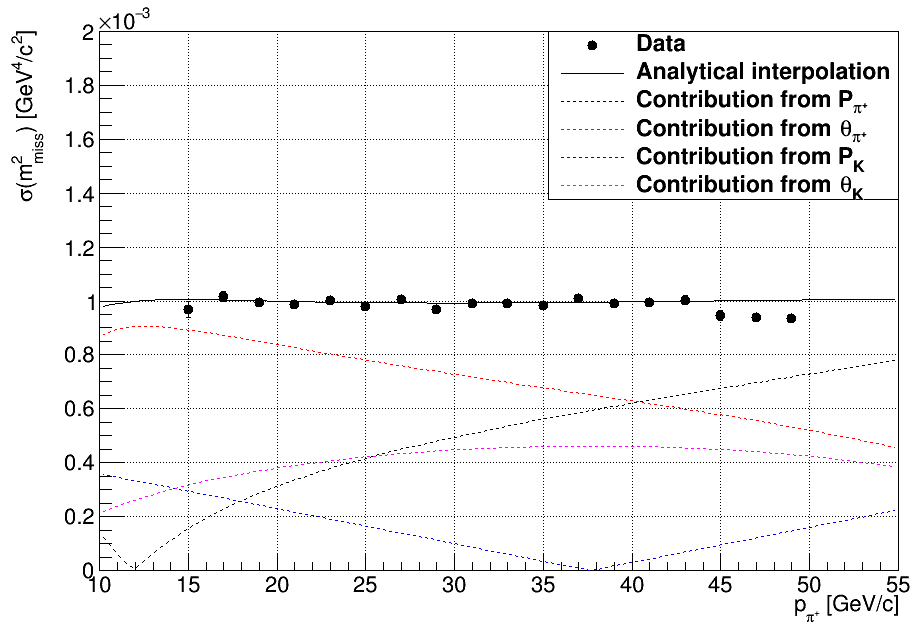 ×10⁻³
σ(m²miss) [GeV⁴/c²]
2
1.8
1.6
1.4
1.2
1
0.8
0.6
0.4
0.2
0
Data
Analytical interpolation
Contribution from Pπ⁺
Contribution from θπ⁺
Contribution from PK
Contribution from θK
10 15 20 25 30 35 40 45 50 55
pπ⁺ [GeV/c]